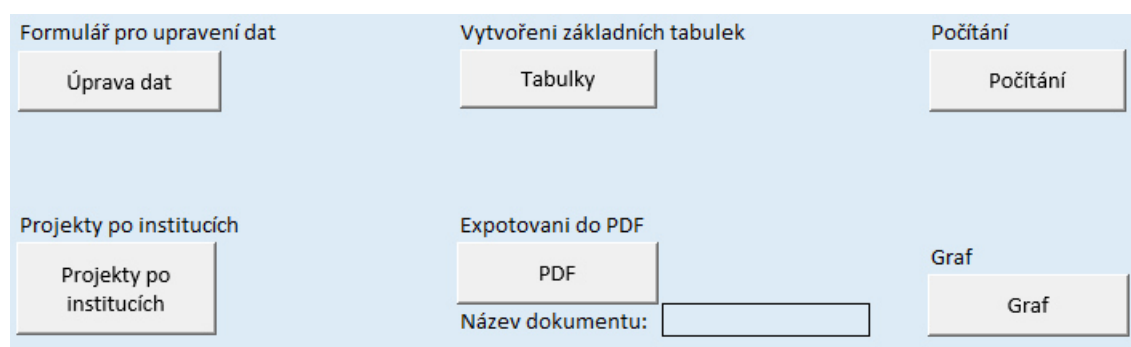 Formulář pro upravení dat
Úprava dat
Vytvořeni základních tabulek
Tabulky
Počítání
Počítání
Projekty po institucích
Projekty po
institucích
Expotovani do PDF
PDF
Název dokumentu:
Graf
Graf